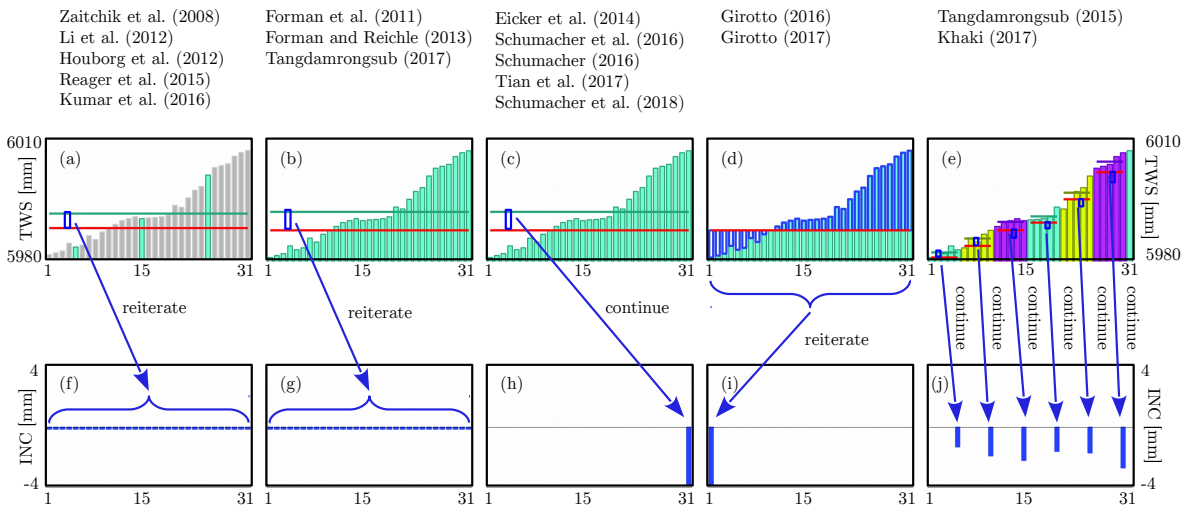 Zaitchik et al. (2008)
Li et al. (2012)
Houborg et al. (2012)
Reager et al. (2015)
Kumar et al. (2016)
Forman et al. (2011)
Forman and Reichle (2013)
Tangdamrongsub (2017)
Eicker et al. (2014)
Schumacher et al. (2016)
Schumacher (2016)
Tian et al. (2017)
Schumacher et al. (2018)
Girotto (2016)
Girotto (2017)
Tangdamrongsub (2015)
Khaki (2017)
6010
TWS [mm]
5980
(a)
1 15 31
(b)
1 15 31
(c)
1 15 31
(d)
1 15 31
(e)
1 15 31
6010
TWS [mm]
5980
reiterate
reiterate
continue
reiterate
continue
continue
continue
continue
continue
continue
4
INC [mm]
-4
(f)
1 15 31
(g)
1 15 31
(h)
1 15 31
(i)
1 15 31
(j)
1 15 31
4
INC [mm]
-4